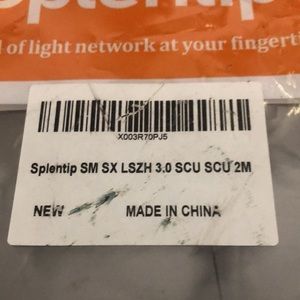 Splentip
of light network at your fingert
X003R70PJ5
Splentip SM SX LSZH 3.0 SCU SCU 2M
NEW MADE IN CHINA